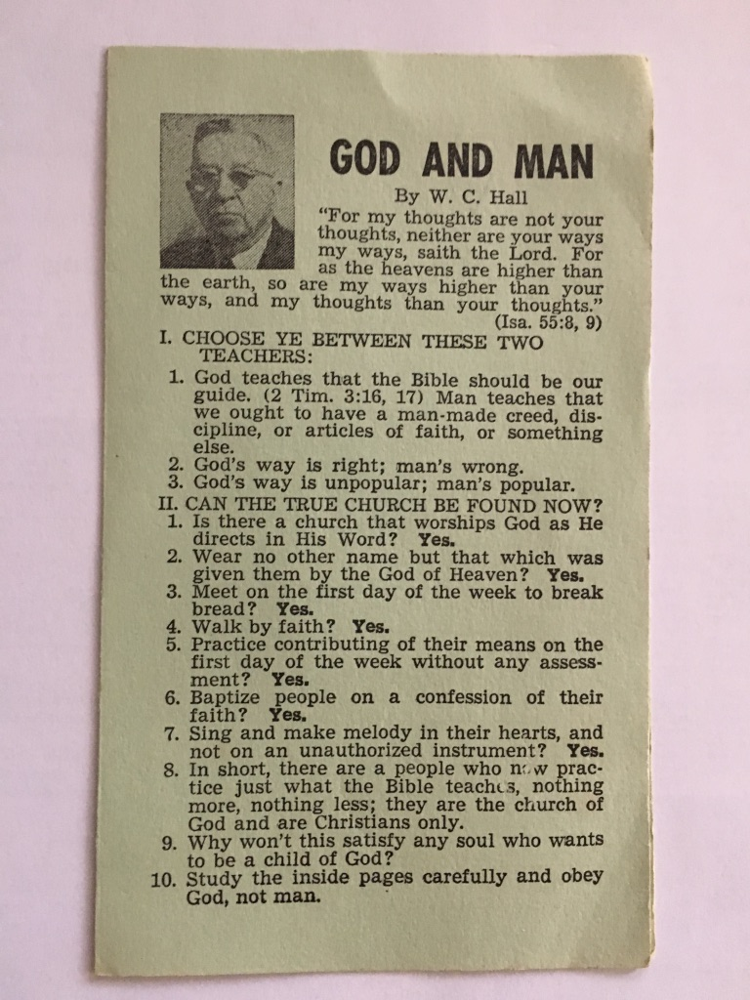 GOD AND MAN
By W. C. Hall
"For my thoughts are not your
thoughts, neither are your ways
my ways, saith the Lord. For
as the heavens are higher than
the earth, so are my ways higher than your
ways, and my thoughts than your thoughts."
(Isa. 55:8, 9)
I. CHOOSE YE BETWEEN THESE TWO
TEACHERS:
1. God teaches that the Bible should be our
guide. (2 Tim. 3:16, 17) Man teaches that
we ought to have a man-made creed, dis-
cipline, or articles of faith, or something
else.
2. God's way is right; man's wrong.
3. God's way is unpopular; man's popular.
II. CAN THE TRUE CHURCH BE FOUND NOW?
1. Is there a church that worships God as He
directs in His Word? Yes.
2. Wear no other name but that which was
given them by the God of Heaven? Yes.
3. Meet on the first day of the week to break
bread? Yes.
4. Walk by faith? Yes.
5. Practice contributing of their means on the
first day of the week without any assess-
ment? Yes.
6. Baptize people on a confession of their
faith? Yes.
7. Sing and make melody in their hearts, and
not on an unauthorized instrument? Yes.
8. In short, there are a people who now prac-
tice just what the Bible teaches, nothing
more, nothing less; they are the church of
God and are Christians only.
9. Why won't this satisfy any soul who wants
to be a child of God?
10. Study the inside pages carefully and obey
God, not man.